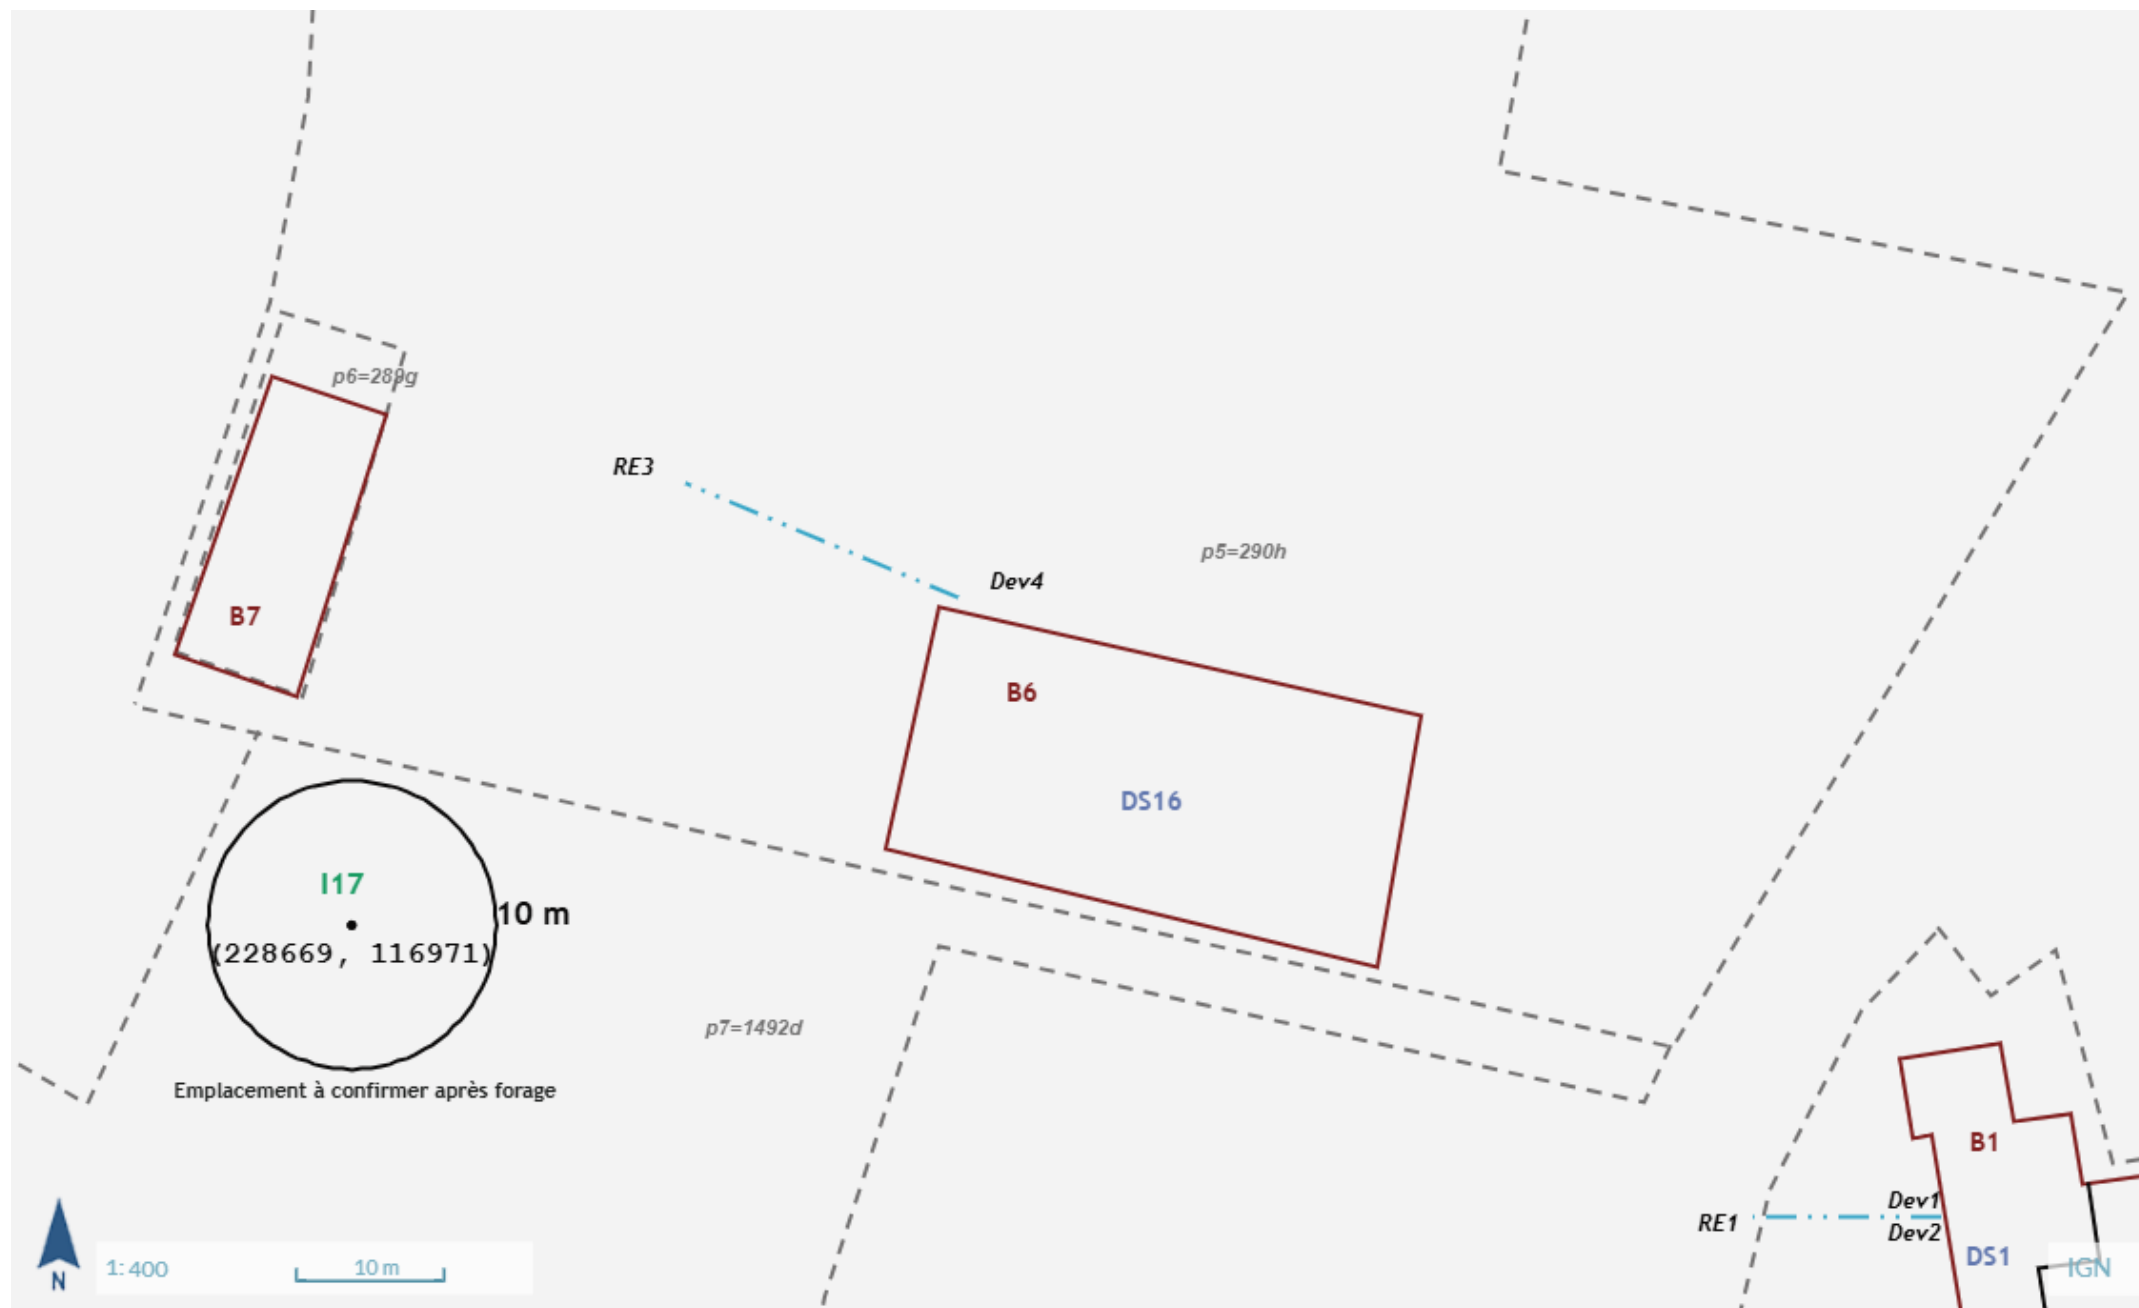 p6=289g
RE3
p5=290h
Dev4
B7
B6
DS16
I17
10 m
(228669, 116971)
p7=1492d
Emplacement à confirmer après forage
B1
Dev1
RE1
Dev2
DS1
N
1:400
10 m
IGN